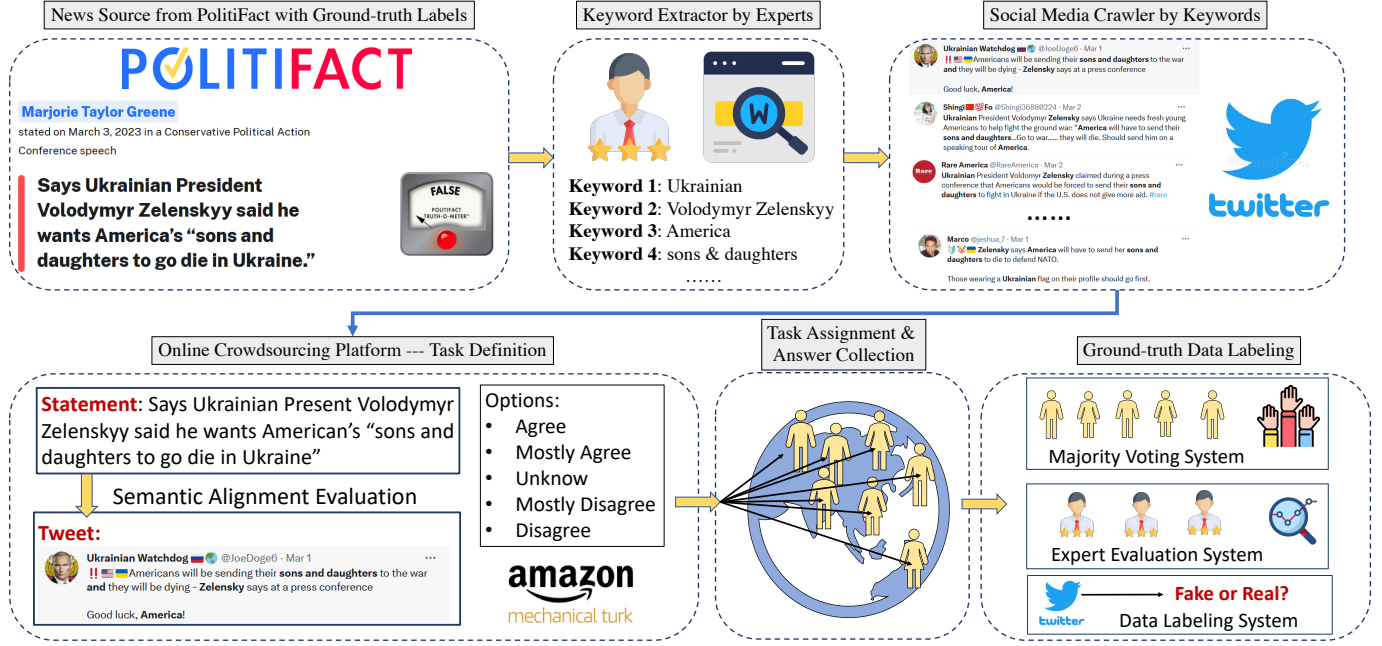 News Source from PolitiFact with Ground-truth Labels
POLITIFACT
Marjorie Taylor Greene
stated on March 3, 2023 in a Conservative Political Action
Conference speech
Says Ukrainian President
Volodymyr Zelenskyy said he
wants America's “sons and
daughters to go die in Ukraine.”
FALSE
POLITIFACT
TRUTH-O-METER™
Keyword Extractor by Experts
W
Keyword 1: Ukrainian
Keyword 2: Volodymyr Zelenskyy
Keyword 3: America
Keyword 4: sons & daughters
......
Social Media Crawler by Keywords
Ukrainian Watchdog @JoeDoge6 · Mar 1
‼️Americans will be sending their sons and daughters to the war
and they will be dying - Zelensky says at a press conference
Good luck, America!
Shingi Fo @Shingi36880224 · Mar 2
Ukrainian President Volodymyr Zelensky says Ukraine needs fresh young
Americans to help fight the ground war: "America will have to send their
sons and daughters...Go to war...... they will die. Should send him on a
speaking tour of America.
Rare
Rare America @RareAmerica · Mar 2
Ukrainian President Voldomyr Zelensky claimed during a press
conference that Americans would be forced to send their sons and
daughters to fight in Ukraine if the U.S. does not give more aid. #rare
......
Marco @jeshua_7 · Mar 1
Zelensky says America will have to send her sons and
daughters to die to defend NATO.
Those wearing a Ukrainian flag on their profile should go first.
twitter
Online Crowdsourcing Platform --- Task Definition
Statement: Says Ukrainian Present Volodymyr
Zelenskyy said he wants American's “sons and
daughters to go die in Ukraine”
Semantic Alignment Evaluation
Tweet:
Ukrainian Watchdog @JoeDoge6 · Mar 1
‼️Americans will be sending their sons and daughters to the war
and they will be dying - Zelensky says at a press conference
Good luck, America!
Options:
• Agree
• Mostly Agree
• Unknow
• Mostly Disagree
• Disagree
amazon
mechanical turk
Task Assignment &
Answer Collection
Ground-truth Data Labeling
Majority Voting System
Expert Evaluation System
twitter
Fake or Real?
Data Labeling System